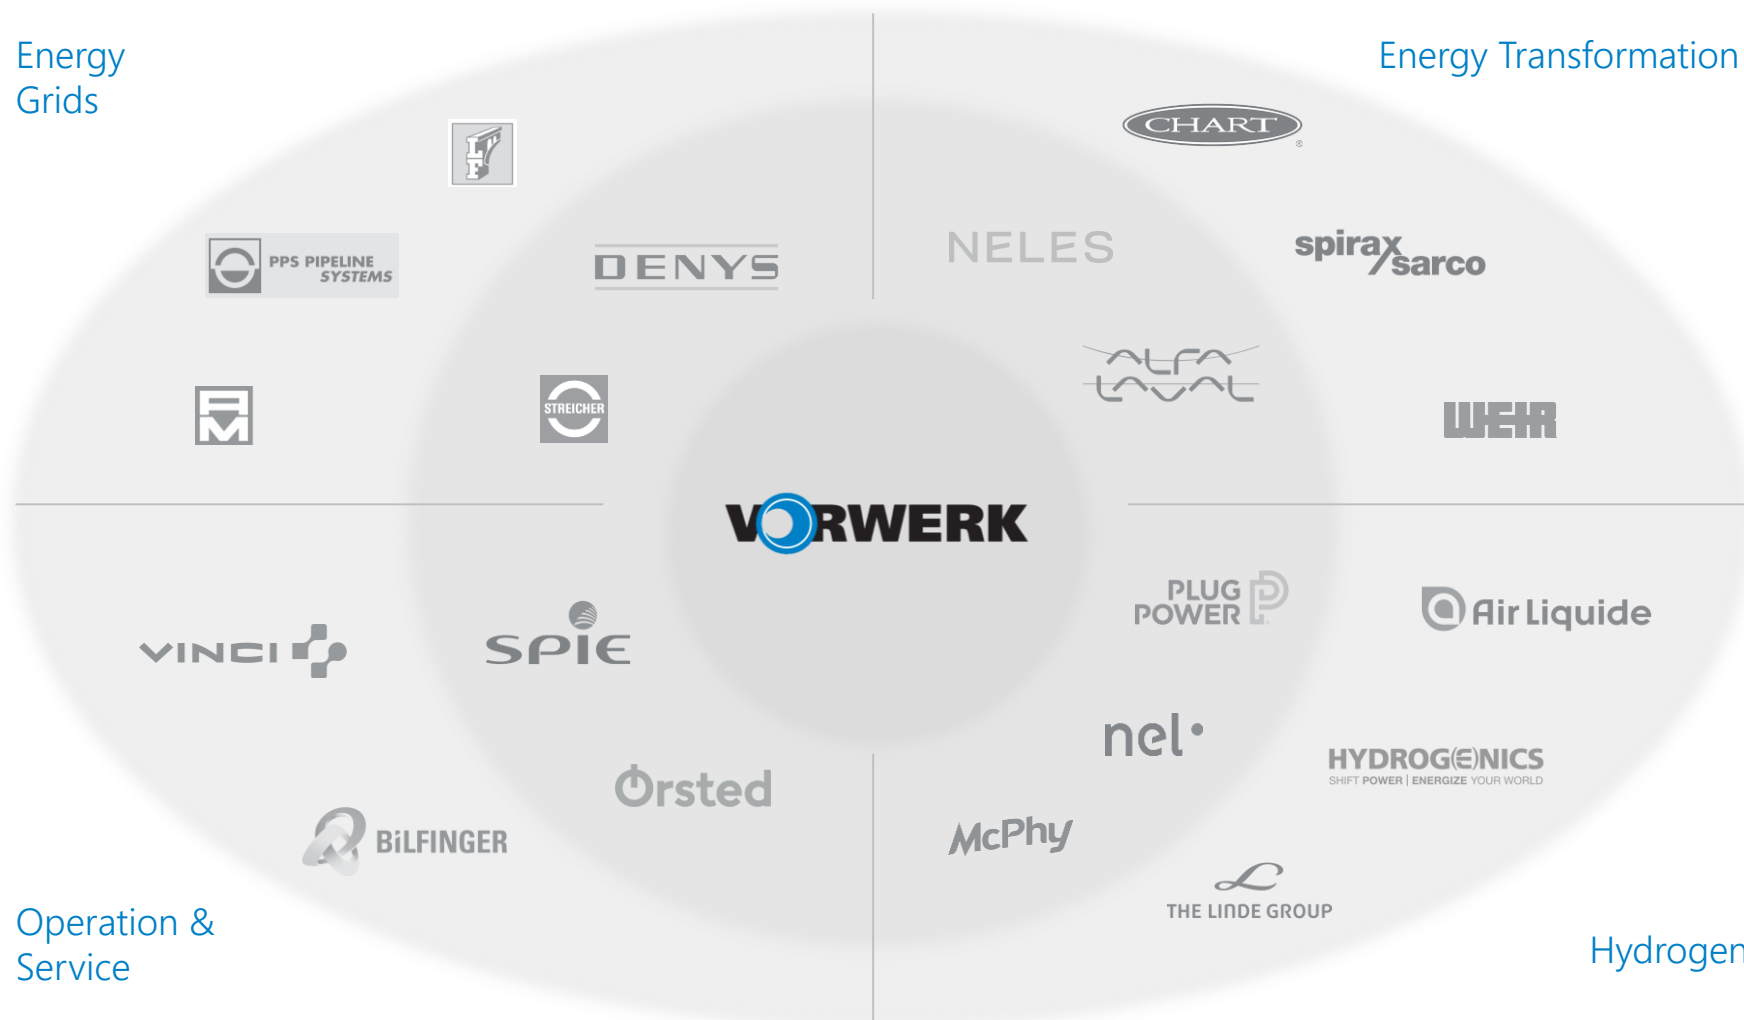 Energy
Grids
Energy Transformation
CHART
®
PPS PIPELINE
SYSTEMS
DENYS
NELES
spirax
sarco
ALFA
LAVAL
STREICHER
WEIR
VORWERK
PLUG
POWER
Air Liquide
VINCI
SPIE
nel
HYDROG(E)NICS
SHIFT POWER | ENERGIZE YOUR WORLD
Ørsted
McPhy
BiLFINGER
THE LINDE GROUP
Operation &
Service
Hydrogen